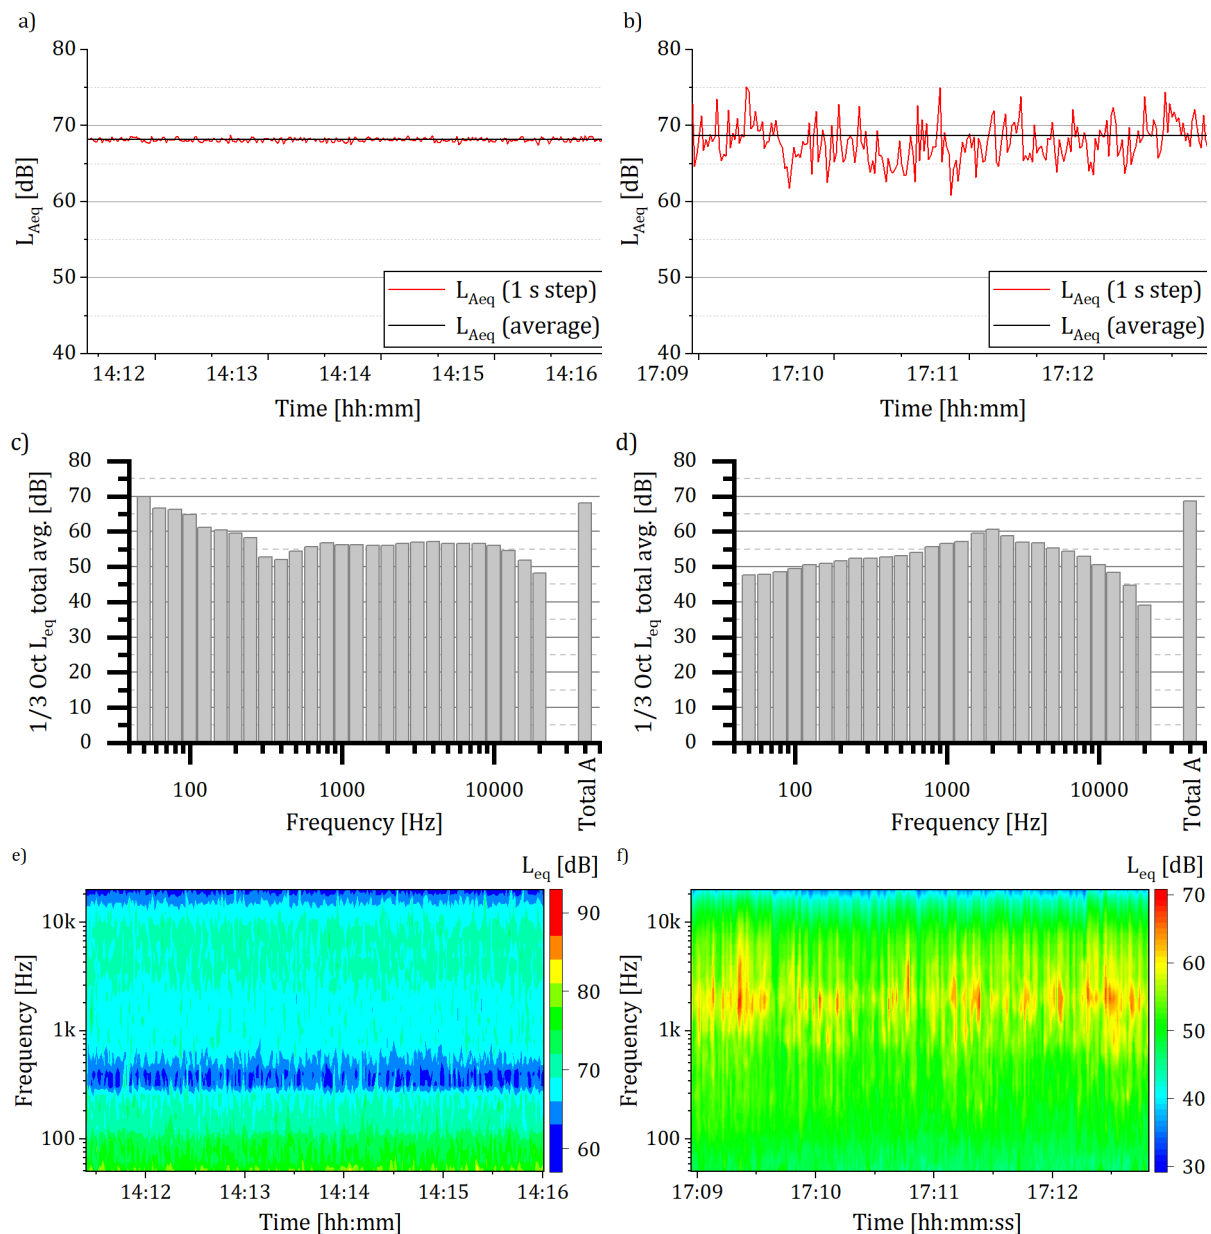 a)
80
70
60
50
40
L_Aeq [dB]
L_Aeq (1 s step)
L_Aeq (average)
14:12 14:13 14:14 14:15 14:16
Time [hh:mm]
b)
80
70
60
50
40
L_Aeq [dB]
L_Aeq (1 s step)
L_Aeq (average)
17:09 17:10 17:11 17:12
Time [hh:mm]
c)
80
70
60
50
40
30
20
10
0
1/3 Oct L_eq total avg. [dB]
100 1000 10000 Total A
Frequency [Hz]
d)
80
70
60
50
40
30
20
10
0
1/3 Oct L_eq total avg. [dB]
100 1000 10000 Total A
Frequency [Hz]
e)
L_eq [dB]
10k
1k
100
Frequency [Hz]
90
80
70
60
14:12 14:13 14:14 14:15 14:16
Time [hh:mm]
f)
L_eq [dB]
10k
1k
100
Frequency [Hz]
70
60
50
40
30
17:09 17:10 17:11 17:12
Time [hh:mm:ss]